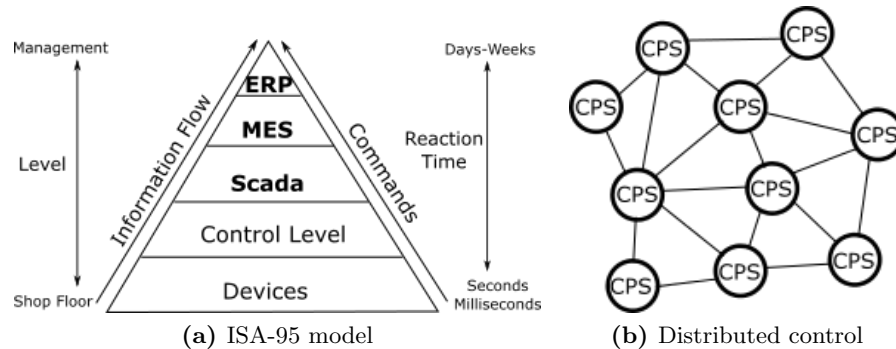 Management
Level
Shop Floor
Information Flow
ERP
MES
Scada
Control Level
Devices
Commands
Days-Weeks
Reaction
Time
Seconds
Milliseconds
(a) ISA-95 model
CPS
CPS
CPS
CPS
CPS
CPS
CPS
CPS
CPS
CPS
(b) Distributed control